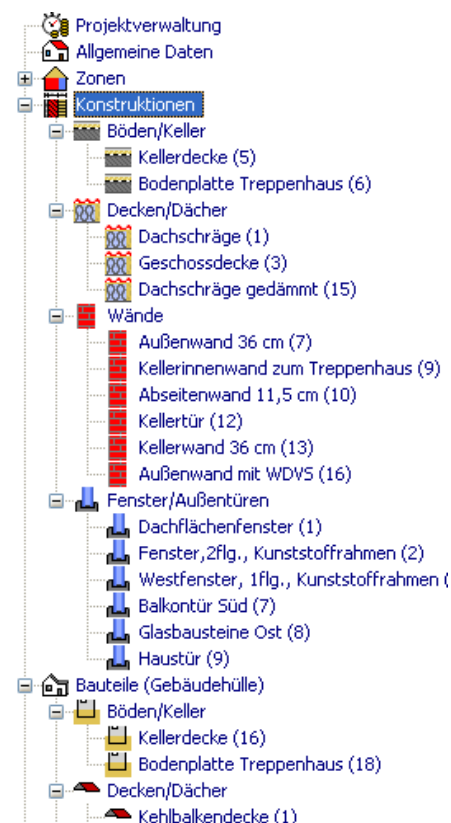 Projektverwaltung
Allgemeine Daten
Zonen
Konstruktionen
Böden/Keller
Kellerdecke (5)
Bodenplatte Treppenhaus (6)
Decken/Dächer
Dachschräge (1)
Geschossdecke (3)
Dachschräge gedämmt (15)
Wände
Außenwand 36 cm (7)
Kellerinnenwand zum Treppenhaus (9)
Abseitenwand 11,5 cm (10)
Kellertür (12)
Kellerwand 36 cm (13)
Außenwand mit WDVS (16)
Fenster/Außentüren
Dachflächenfenster (1)
Fenster,2flg., Kunststoffrahmen (2)
Westfenster, 1flg., Kunststoffrahmen (
Balkontür Süd (7)
Glasbausteine Ost (8)
Haustür (9)
Bauteile (Gebäudehülle)
Böden/Keller
Kellerdecke (16)
Bodenplatte Treppenhaus (18)
Decken/Dächer
Kehlbalkendecke (1)